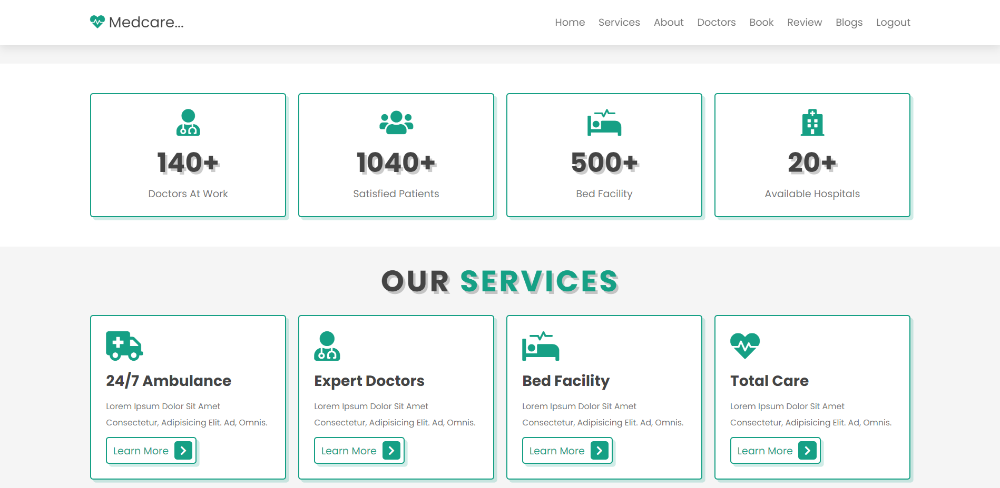 Medcare...
Home Services About Doctors Book Review Blogs Logout
140+ 1040+ 500+ 20+
Doctors At Work Satisfied Patients Bed Facility Available Hospitals
OUR SERVICES
24/7 Ambulance
Lorem Ipsum Dolor Sit Amet
Consectetur, Adipisicing Elit. Ad, Omnis.
Learn More
Expert Doctors
Lorem Ipsum Dolor Sit Amet
Consectetur, Adipisicing Elit. Ad, Omnis.
Learn More
Bed Facility
Lorem Ipsum Dolor Sit Amet
Consectetur, Adipisicing Elit. Ad, Omnis.
Learn More
Total Care
Lorem Ipsum Dolor Sit Amet
Consectetur, Adipisicing Elit. Ad, Omnis.
Learn More